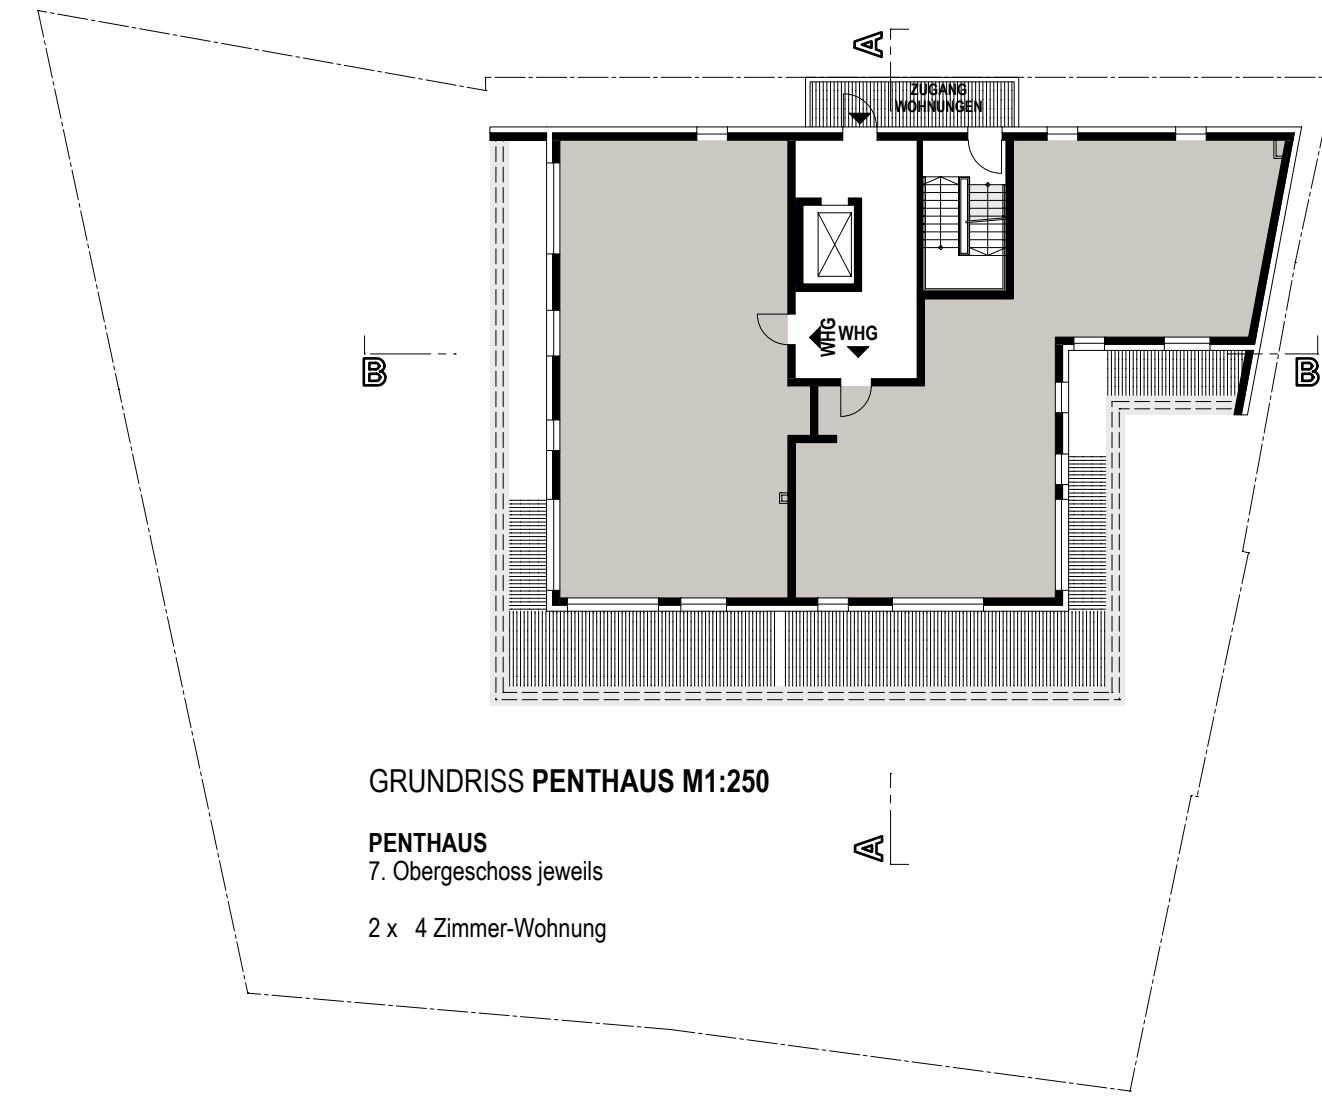 A
ZUGANG
WOHNUNGEN
WHG
WHG
B
B
GRUNDRISS PENTHAUS M1:250
PENTHAUS
7. Obergeschoss jeweils
A
2 x 4 Zimmer-Wohnung